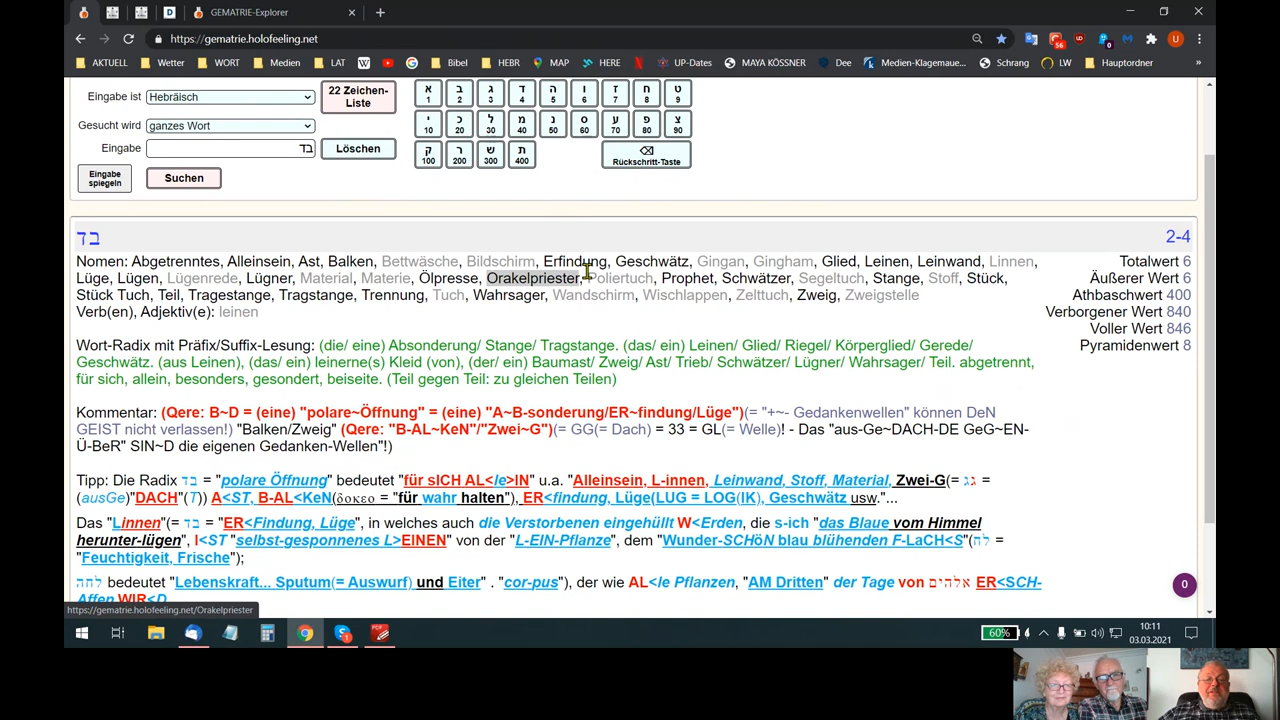 GEMATRIE-Explorer
https://gematrie.holofeeling.net
56 0 U
AKTUELL Wetter WORT Medien LAT Bibel HEBR MAP HERE UP-Dates MAYA KÖSSNER Dee Medien-Klagemaue... Schrang LW Hauptordner »
Eingabe ist Hebräisch 22 Zeichen-Liste
Gesucht wird ganzes Wort
Eingabe בד Löschen
Eingabe spiegeln Suchen
א ב ג ד ה ו ז ח ט
1 2 3 4 5 6 7 8 9
י כ ל מ נ ס ע פ צ
10 20 30 40 50 60 70 80 90
ק ר ש ת
100 200 300 400
Rückschritt-Taste
בד 2-4
Nomen: Abgetrenntes, Alleinsein, Ast, Balken, Bettwäsche, Bildschirm, Erfindung, Geschwätz, Gingan, Gingham, Glied, Leinen, Leinwand, Linnen, Totalwert 6
Lüge, Lügen, Lügenrede, Lügner, Material, Materie, Ölpresse, Orakelpriester, Poliertuch, Prophet, Schwätzer, Segeltuch, Stange, Stoff, Stück, Äußerer Wert 6
Stück Tuch, Teil, Tragestange, Tragstange, Trennung, Tuch, Wahrsager, Wandschirm, Wischlappen, Zelttuch, Zweig, Zweigstelle Athbaschwert 400
Verb(en), Adjektiv(e): leinen Verborgener Wert 840
Voller Wert 846
Wort-Radix mit Präfix/Suffix-Lesung: (die/ eine) Absonderung/ Stange/ Tragstange. (das/ ein) Leinen/ Glied/ Riegel/ Körperglied/ Gerede/ Pyramidenwert 8
Geschwätz. (aus Leinen), (das/ ein) leinerne(s) Kleid (von), (der/ ein) Baumast/ Zweig/ Ast/ Trieb/ Schwätzer/ Lügner/ Wahrsager/ Teil. abgetrennt,
für sich, allein, besonders, gesondert, beiseite. (Teil gegen Teil: zu gleichen Teilen)
Kommentar: (Qere: B~D = (eine) "polare~Öffnung" = (eine) "A~B-sonderung/ER~findung/Lüge")(= "+~- Gedankenwellen" können DeN
GEIST nicht verlassen!) "Balken/Zweig" (Qere: "B-AL~KeN"/"Zwei~G")(= GG(= Dach) = 33 = GL(= Welle)! - Das "aus-Ge~DACH-DE GeG~EN-
Ü-BeR" SIN~D die eigenen Gedanken-Wellen"!)
Tipp: Die Radix בד = "polare Öffnung" bedeutet "für sICH AL<le>IN" u.a. "Alleinsein, L-innen, Leinwand, Stoff, Material, Zwei-G(= גג =
(ausGe)"DACH"(T)) A<ST, B-AL<KeN(δοκεο = "für wahr halten"), ER<findung, Lüge(LUG = LOG(IK), Geschwätz usw."...
Das "Linnen"(= בד = "ER<Findung, Lüge", in welches auch die Verstorbenen eingehüllt W<Erden, die s-ich "das Blaue vom Himmel
herunter-lügen", I<ST "selbst-gesponnenes L>EINEN" von der "L-EIN-Pflanze", dem "Wunder-SCHöN blau blühenden F-LaCH<S"(לח =
"Feuchtigkeit, Frische");
לחה bedeutet "Lebenskraft... Sputum(= Auswurf) und Eiter" . "cor-pus"), der wie AL<le Pflanzen, "AM Dritten" der Tage von אלהים ER<SCH-
Affen WIR<D
https://gematrie.holofeeling.net/Orakelpriester
0
60%
10:11
03.03.2021